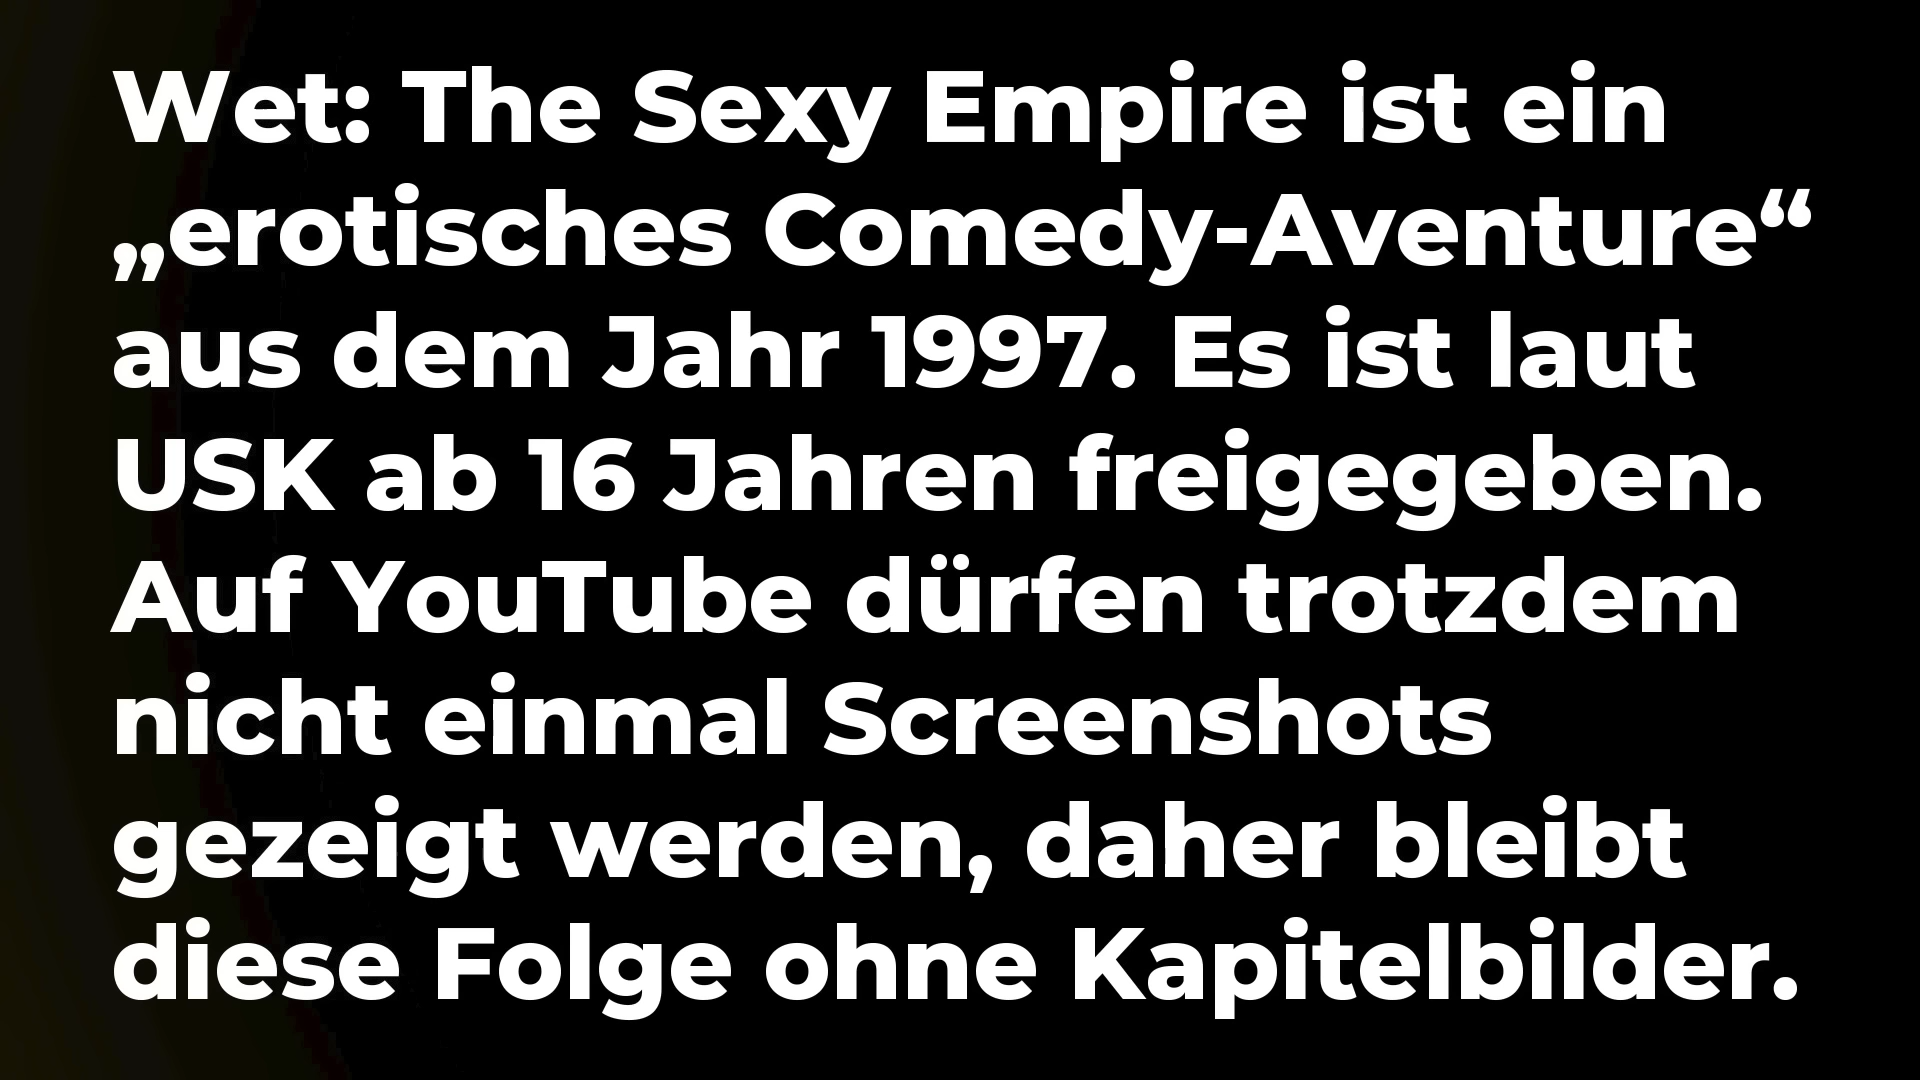 Wet: The Sexy Empire ist ein
„erotisches Comedy-Aventure“
aus dem Jahr 1997. Es ist laut
USK ab 16 Jahren freigegeben.
Auf YouTube dürfen trotzdem
nicht einmal Screenshots
gezeigt werden, daher bleibt
diese Folge ohne Kapitelbilder.